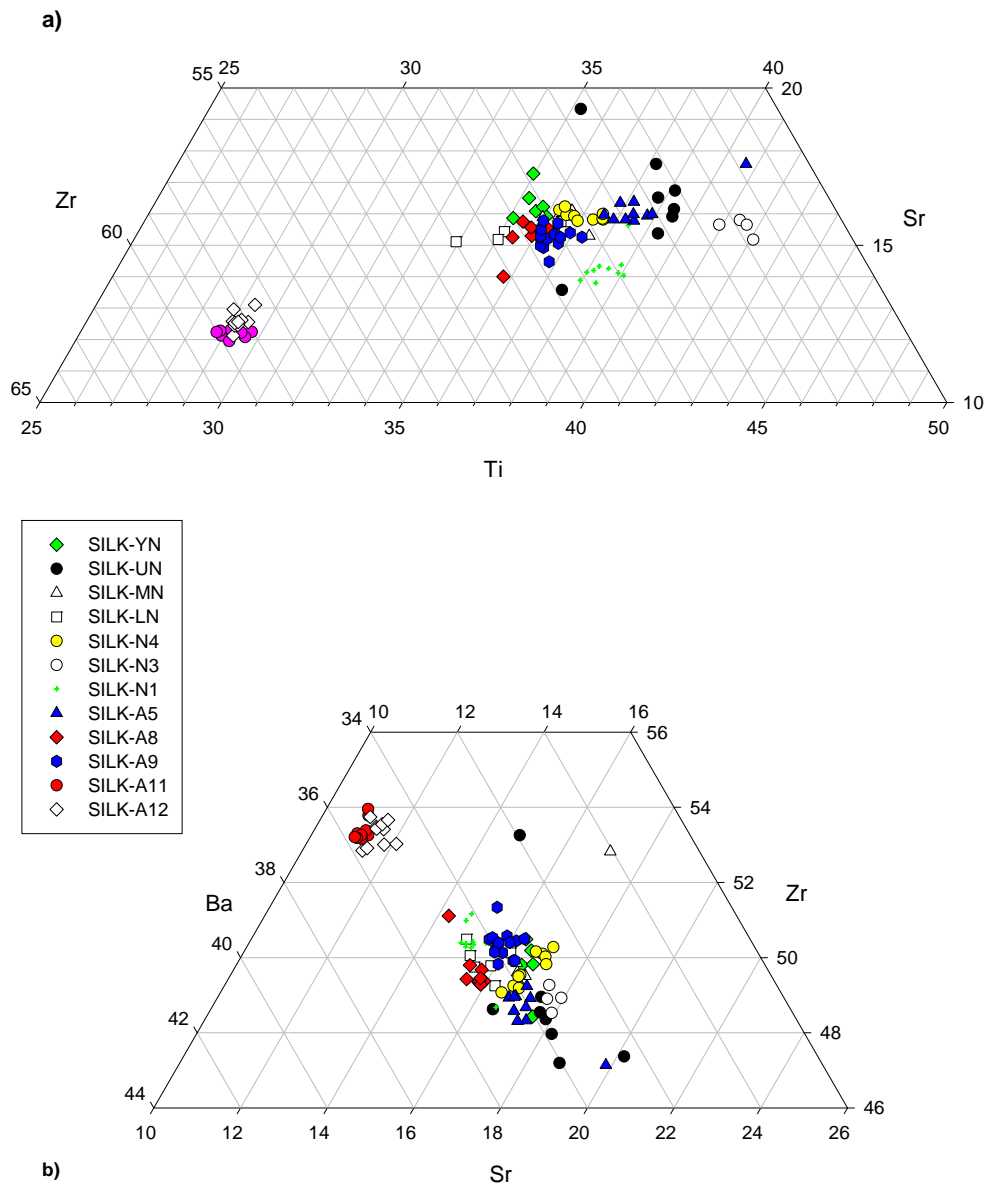 a)
55 25 30 35 40 20
Zr
Sr
60 15
65 10
25 30 35 40 45 50
Ti
SILK-YN
SILK-UN
SILK-MN
SILK-LN
SILK-N4
SILK-N3
SILK-N1
SILK-A5
SILK-A8
SILK-A9
SILK-A11
SILK-A12
34 10 12 14 16 56
36 54
38 52
Ba Zr
40 50
42 48
44 46
10 12 14 16 18 20 22 24 26
b)
Sr